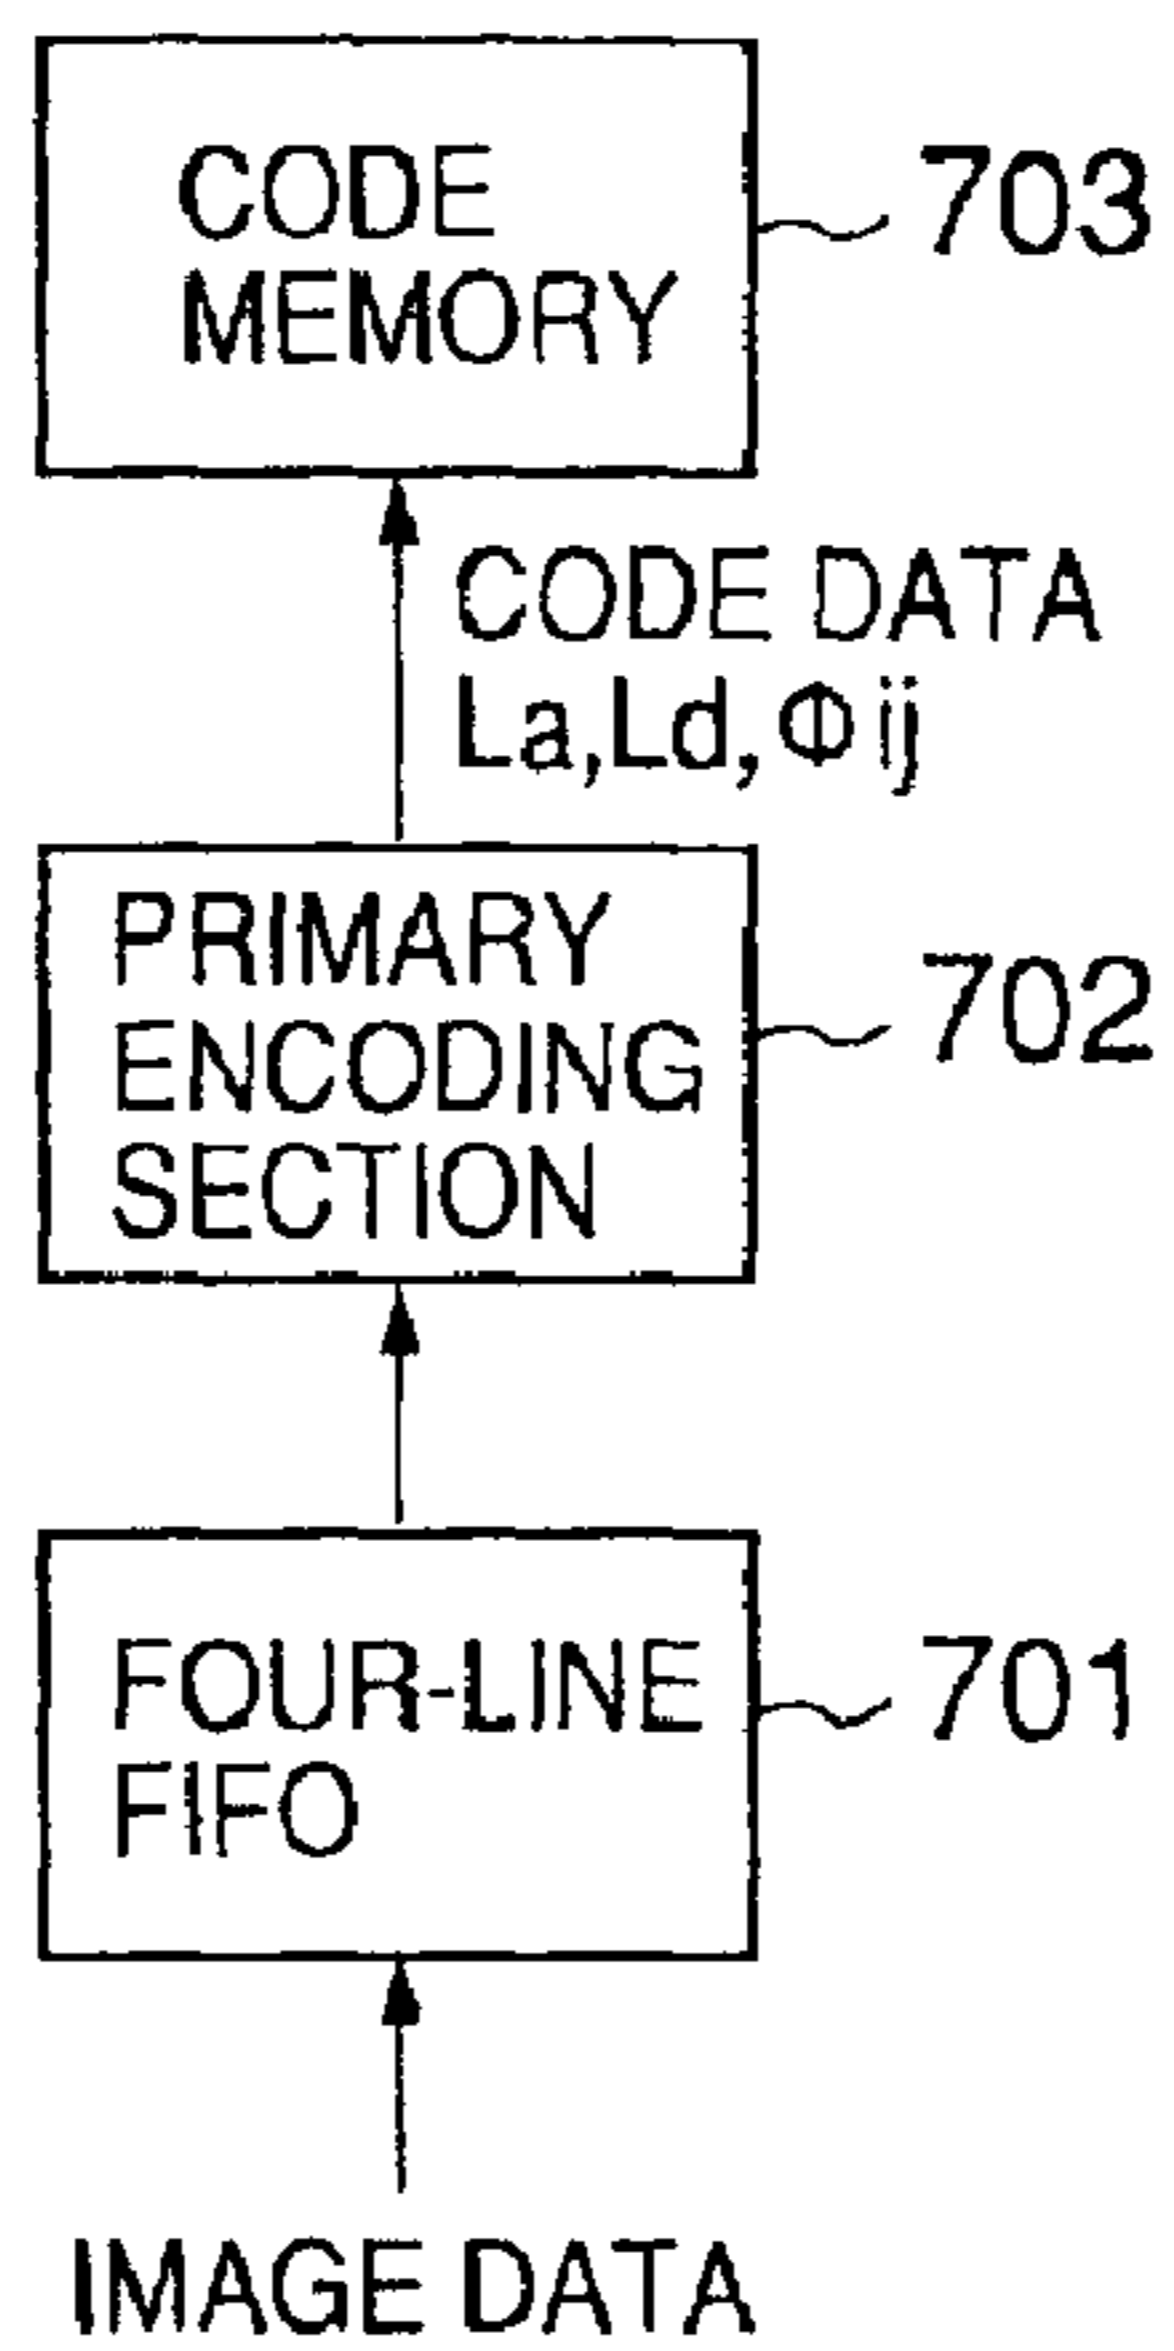 CODE
MEMORY
703
CODE DATA
La,Ld,Φij
PRIMARY
ENCODING
SECTION
702
FOUR-LINE
FIFO
701
IMAGE DATA